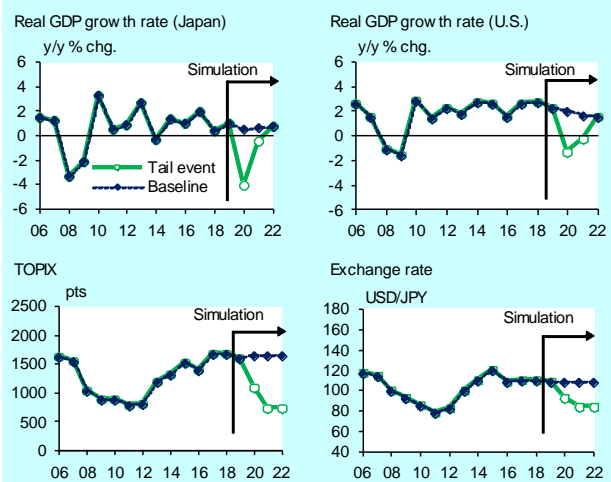 Real GDP growth rate (Japan)
y/y % chg.
Simulation
6
4
2
0
-2
-4
-6
Tail event
Baseline
06 08 10 12 14 16 18 20 22
Real GDP growth rate (U.S.)
y/y % chg.
Simulation
6
4
2
0
-2
-4
-6
06 08 10 12 14 16 18 20 22
TOPIX
pts
Simulation
2500
2000
1500
1000
500
0
06 08 10 12 14 16 18 20 22
Exchange rate
USD/JPY
Simulation
180
160
140
120
100
80
60
40
06 08 10 12 14 16 18 20 22